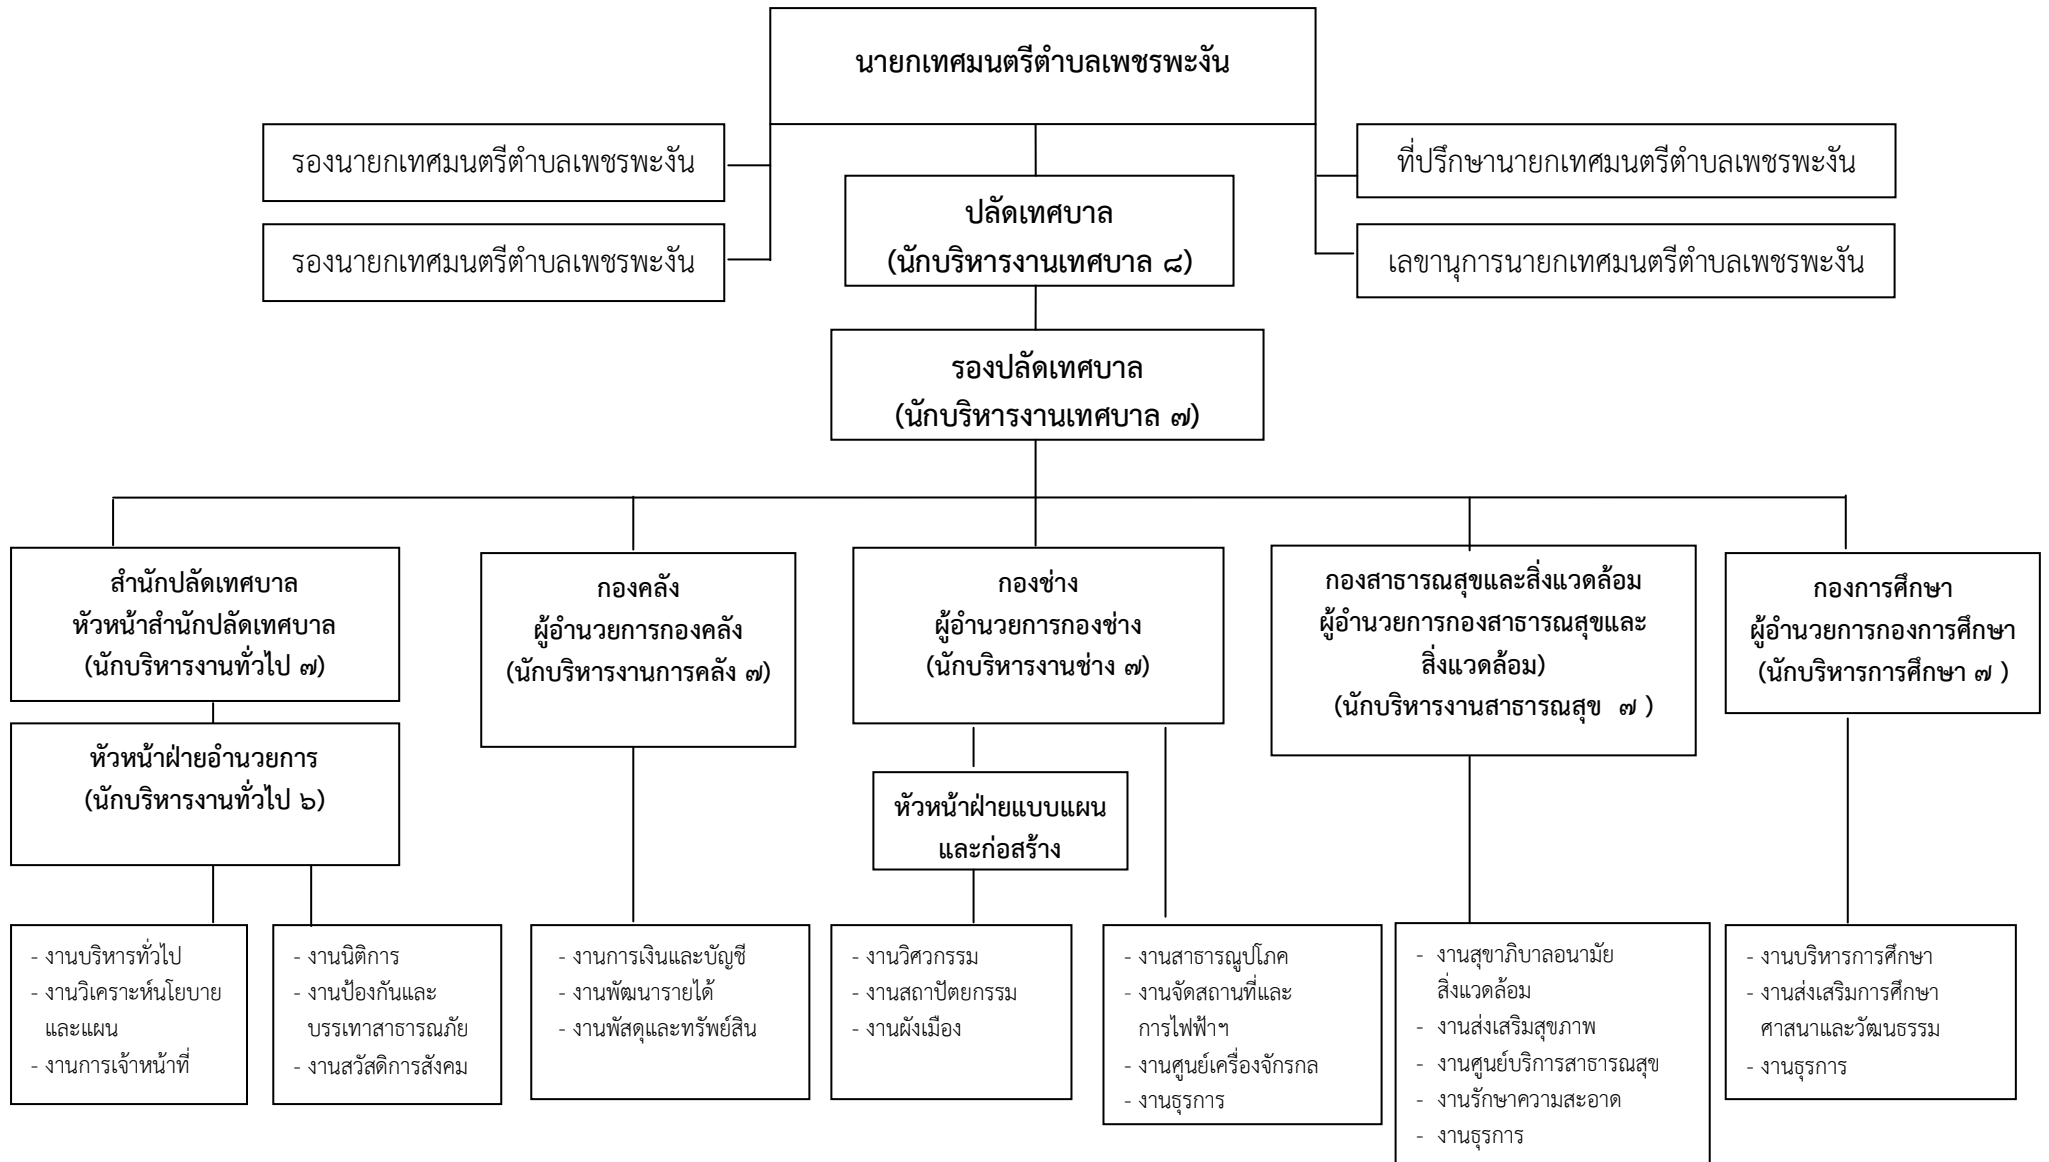 นายกเทศมนตรีตำบลเพชรพะงัน
รองนายกเทศมนตรีตำบลเพชรพะงัน
ที่ปรึกษานายกเทศมนตรีตำบลเพชรพะงัน
ปลัดเทศบาล
(นักบริหารงานเทศบาล ๘)
รองนายกเทศมนตรีตำบลเพชรพะงัน
เลขานุการนายกเทศมนตรีตำบลเพชรพะงัน
รองปลัดเทศบาล
(นักบริหารงานเทศบาล ๗)
สำนักปลัดเทศบาล
หัวหน้าสำนักปลัดเทศบาล
(นักบริหารงานทั่วไป ๗)
กองคลัง
ผู้อำนวยการกองคลัง
(นักบริหารงานการคลัง ๗)
กองช่าง
ผู้อำนวยการกองช่าง
(นักบริหารงานช่าง ๗)
กองสาธารณสุขและสิ่งแวดล้อม
ผู้อำนวยการกองสาธารณสุขและ
สิ่งแวดล้อม)
(นักบริหารงานสาธารณสุข ๗ )
กองการศึกษา
ผู้อำนวยการกองการศึกษา
(นักบริหารการศึกษา ๗ )
หัวหน้าฝ่ายอำนวยการ
(นักบริหารงานทั่วไป ๖)
หัวหน้าฝ่ายแบบแผน
และก่อสร้าง
- งานบริหารทั่วไป
- งานวิเคราะห์นโยบาย
และแผน
- งานการเจ้าหน้าที่
- งานนิติการ
- งานป้องกันและ
บรรเทาสาธารณภัย
- งานสวัสดิการสังคม
- งานการเงินและบัญชี
- งานพัฒนารายได้
- งานพัสดุและทรัพย์สิน
- งานวิศวกรรม
- งานสถาปัตยกรรม
- งานผังเมือง
- งานสาธารณูปโภค
- งานจัดสถานที่และ
การไฟฟ้าฯ
- งานศูนย์เครื่องจักรกล
- งานธุรการ
- งานสุขาภิบาลอนามัย
สิ่งแวดล้อม
- งานส่งเสริมสุขภาพ
- งานศูนย์บริการสาธารณสุข
- งานรักษาความสะอาด
- งานธุรการ
- งานบริหารการศึกษา
- งานส่งเสริมการศึกษา
ศาสนาและวัฒนธรรม
- งานธุรการ